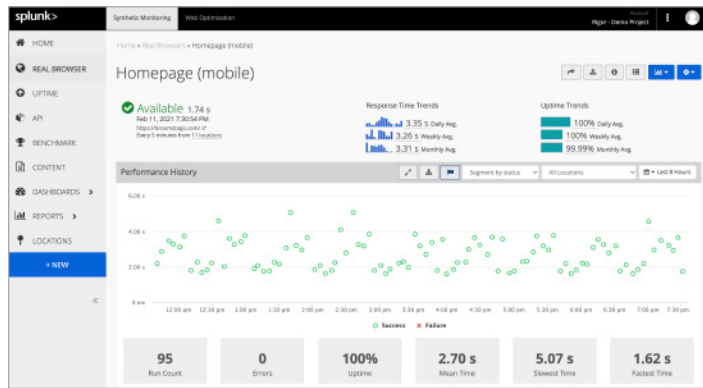 splunk>
Synthetic Monitoring
Web Optimization
Account
Nigar - Demo Project
HOME
REAL BROWSER
UPTIME
API
BENCHMARK
CONTENT
DASHBOARDS
REPORTS
LOCATIONS
+ NEW
Home » Real Browsers » Homepage (mobile)
Homepage (mobile)
Available 1.74 s
Feb 11, 2021 7:30:54 PM
Every 5 minutes from 11 locations
Response Time Trends
3.35 s Daily Avg.
3.26 s Weekly Avg.
3.31 s Monthly Avg.
Uptime Trends
100% Daily Avg.
100% Weekly Avg.
99.99% Monthly Avg.
Performance History
Segment by status
All Locations
Last 8 Hours
6.00 s
4.00 s
2.00 s
0 ms
12:00 pm 12:30 pm 1:00 pm 1:30 pm 2:00 pm 2:30 pm 3:00 pm 3:30 pm 4:00 pm 4:30 pm 5:00 pm 5:30 pm 6:00 pm 6:30 pm 7:00 pm 7:30 pm
Success Failure
95
Run Count
0
Errors
100%
Uptime
2.70 s
Mean Time
5.07 s
Slowest Time
1.62 s
Fastest Time